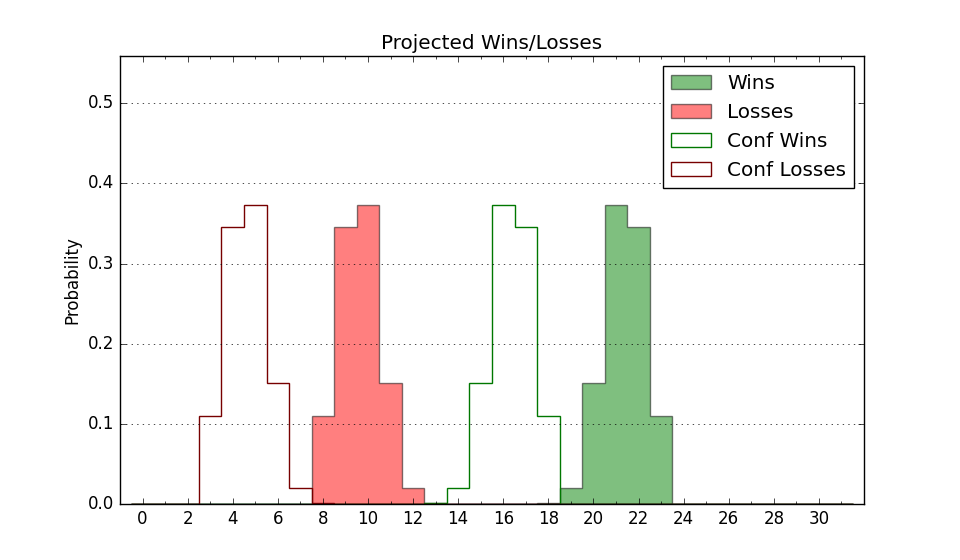 Projected Wins/Losses
Wins
Losses
Conf Wins
Conf Losses
Probability
0.5
0.4
0.3
0.2
0.1
0.0
0 2 4 6 8 10 12 14 16 18 20 22 24 26 28 30